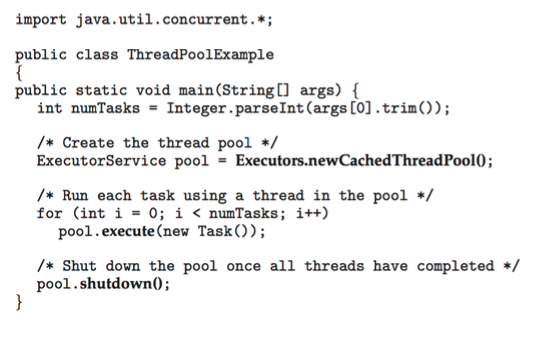 import java.util.concurrent.*;
public class ThreadPoolExample
{
public static void main(String[] args) {
int numTasks = Integer.parseInt(args[0].trim());
/* Create the thread pool */
ExecutorService pool = Executors.newCachedThreadPool();
/* Run each task using a thread in the pool */
for (int i = 0; i < numTasks; i++)
pool.execute(new Task());
/* Shut down the pool once all threads have completed */
pool.shutdown();
}